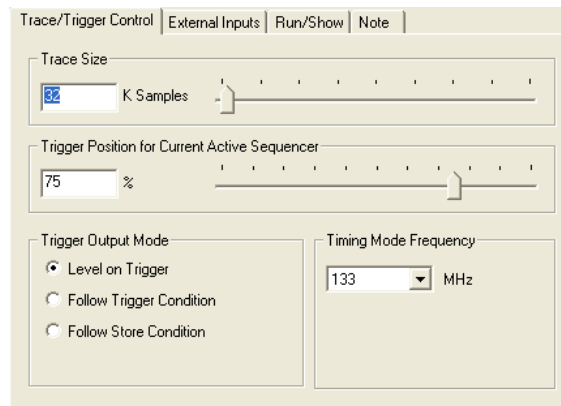 Trace/Trigger Control External Inputs Run/Show Note
Trace Size
32 K Samples
Trigger Position for Current Active Sequencer
75 %
Trigger Output Mode
Level on Trigger
Follow Trigger Condition
Follow Store Condition
Timing Mode Frequency
133 MHz